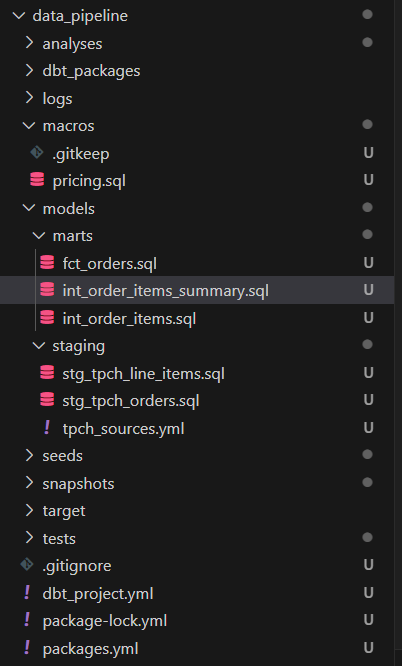 data_pipeline
analyses
dbt_packages
logs
macros
.gitkeep U
pricing.sql U
models
marts
fct_orders.sql U
int_order_items_summary.sql U
int_order_items.sql U
staging
stg_tpch_line_items.sql U
stg_tpch_orders.sql U
! tpch_sources.yml U
seeds
snapshots
target
tests
.gitignore U
! dbt_project.yml U
! package-lock.yml U
! packages.yml U